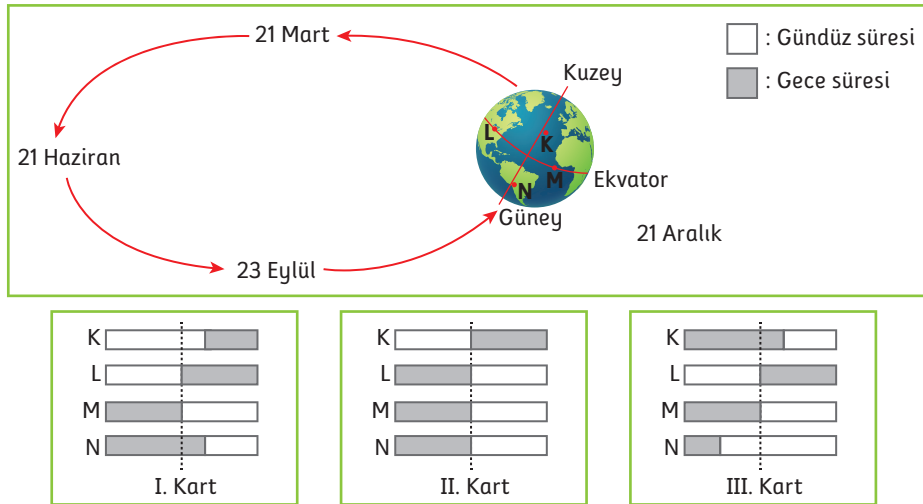 21 Mart
: Gündüz süresi
: Gece süresi
Kuzey
L
K
21 Haziran
M
Ekvator
N
Güney
21 Aralık
23 Eylül
K
L
M
N
I. Kart
K
L
M
N
II. Kart
K
L
M
N
III. Kart